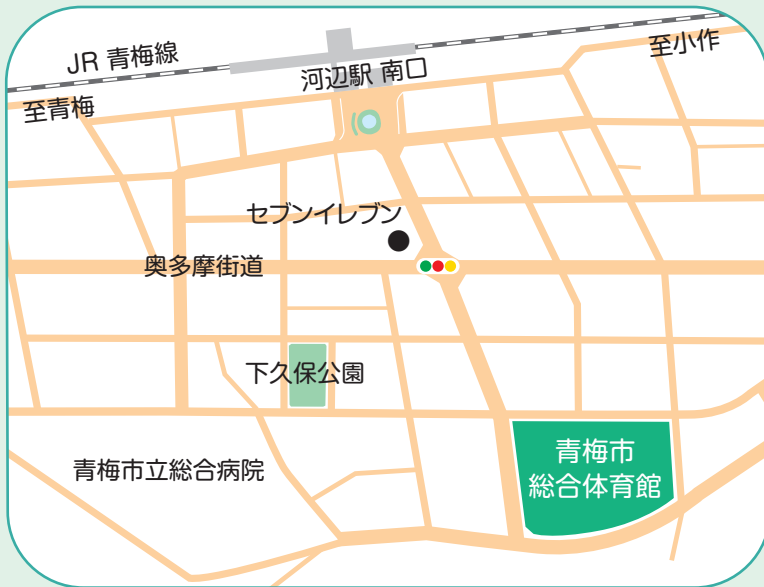 JR 青梅線
至小作
河辺駅 南口
至青梅
セブンイレブン
奥多摩街道
下久保公園
青梅市立総合病院
青梅市
総合体育館